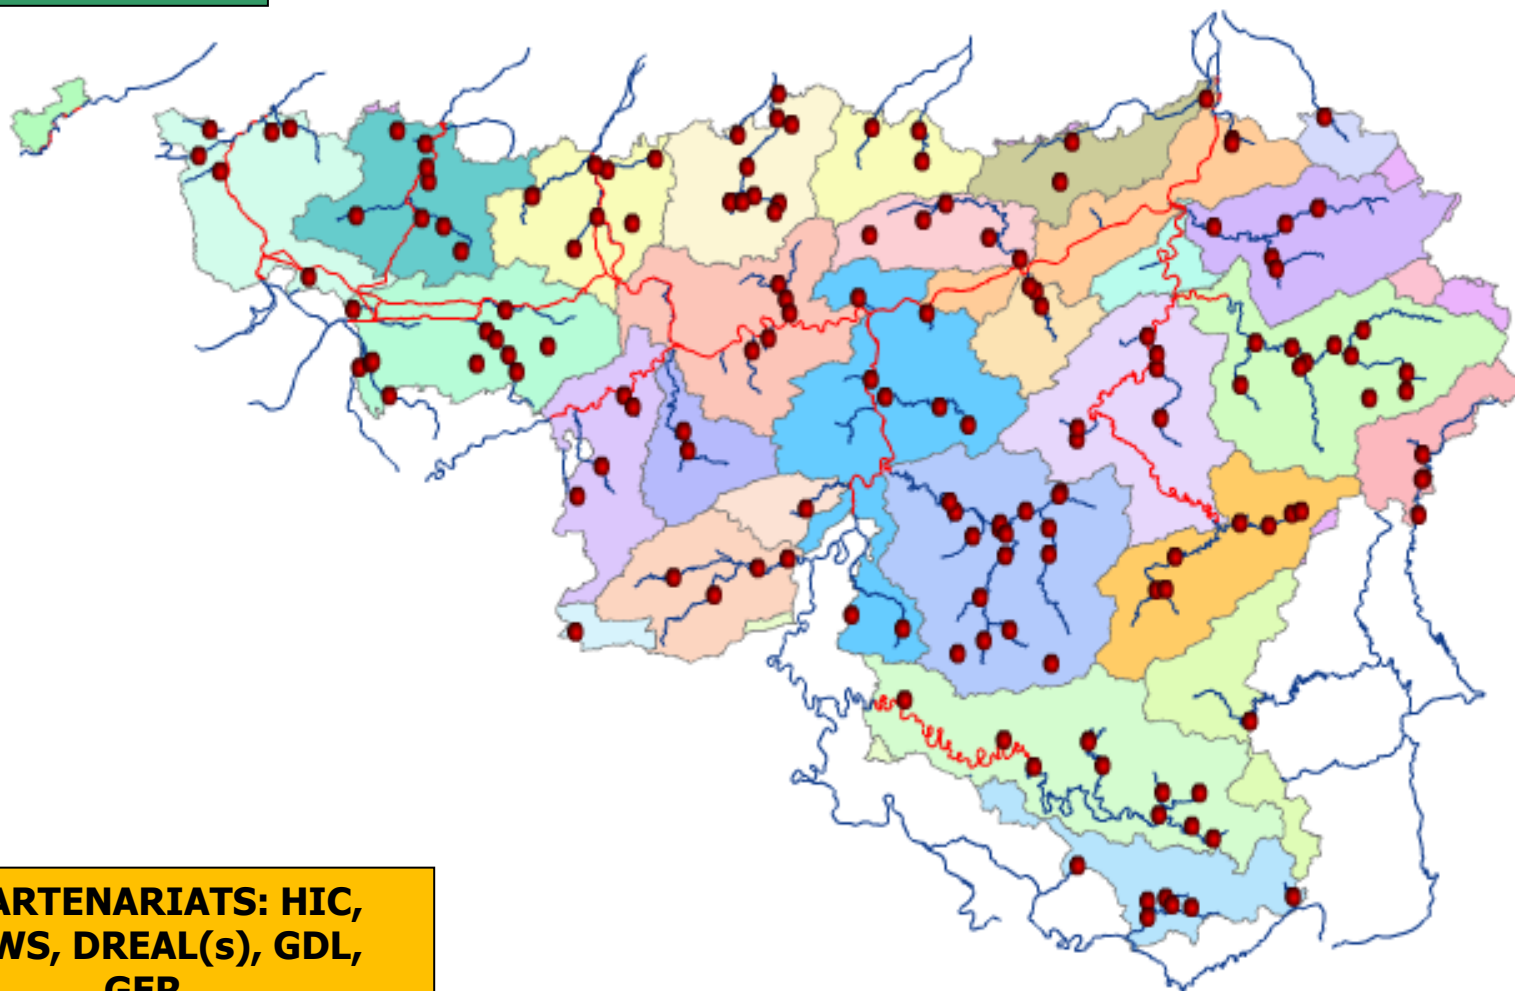 ARTENARIATS: HIC,
WS, DREAL(s), GDL,